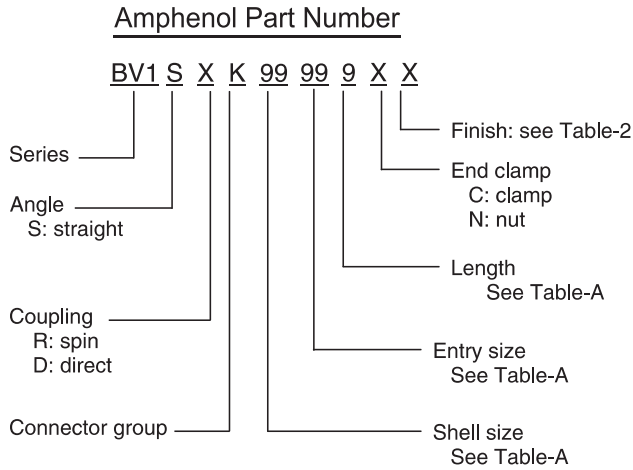 Amphenol Part Number
BV1 S X K 99 99 9 X X
Series
Angle
S: straight
Coupling
R: spin
D: direct
Connector group
Finish: see Table-2
End clamp
C: clamp
N: nut
Length
See Table-A
Entry size
See Table-A
Shell size
See Table-A